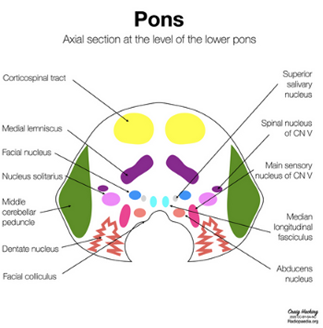 Pons
Axial section at the level of the lower pons
Corticospinal tract
Medial lemniscus
Facial nucleus
Nucleus solitarius
Middle
cerebellar
peduncle
Dentate nucleus
Facial colliculus
Superior
salivary
nucleus
Spinal nucleus
of CN V
Main sensory
nucleus of CN V
Median
longitudinal
fasciculus
Abducens
nucleus
Craig Hacking
Radiopaedia.org